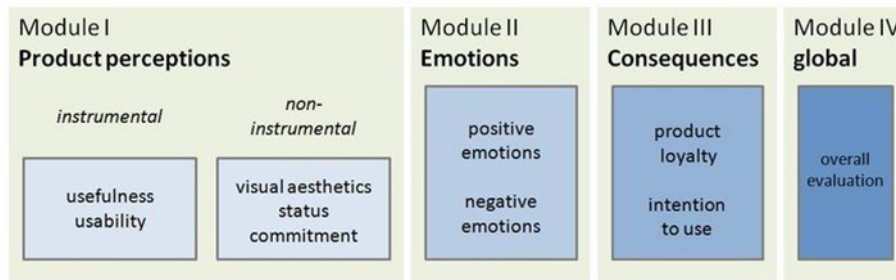 Module I
Product perceptions
instrumental
non-
instrumental
usefulness
usability
visual aesthetics
status
commitment
Module II
Emotions
positive
emotions
negative
emotions
Module III
Consequences
product
loyalty
intention
to use
Module IV
global
overall
evaluation